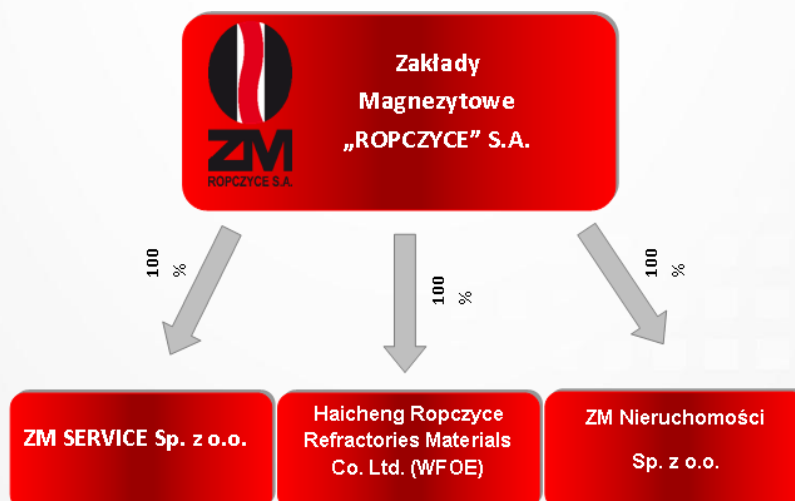 Zakłady
Magnezytowe
„ROPCZYCE” S.A.
ZM
ROPCZYCE S.A.
100
%
100
%
100
%
ZM SERVICE Sp. z o.o.
Haicheng Ropczyce
Refractories Materials
Co. Ltd. (WFOE)
ZM Nieruchomości
Sp. z o.o.